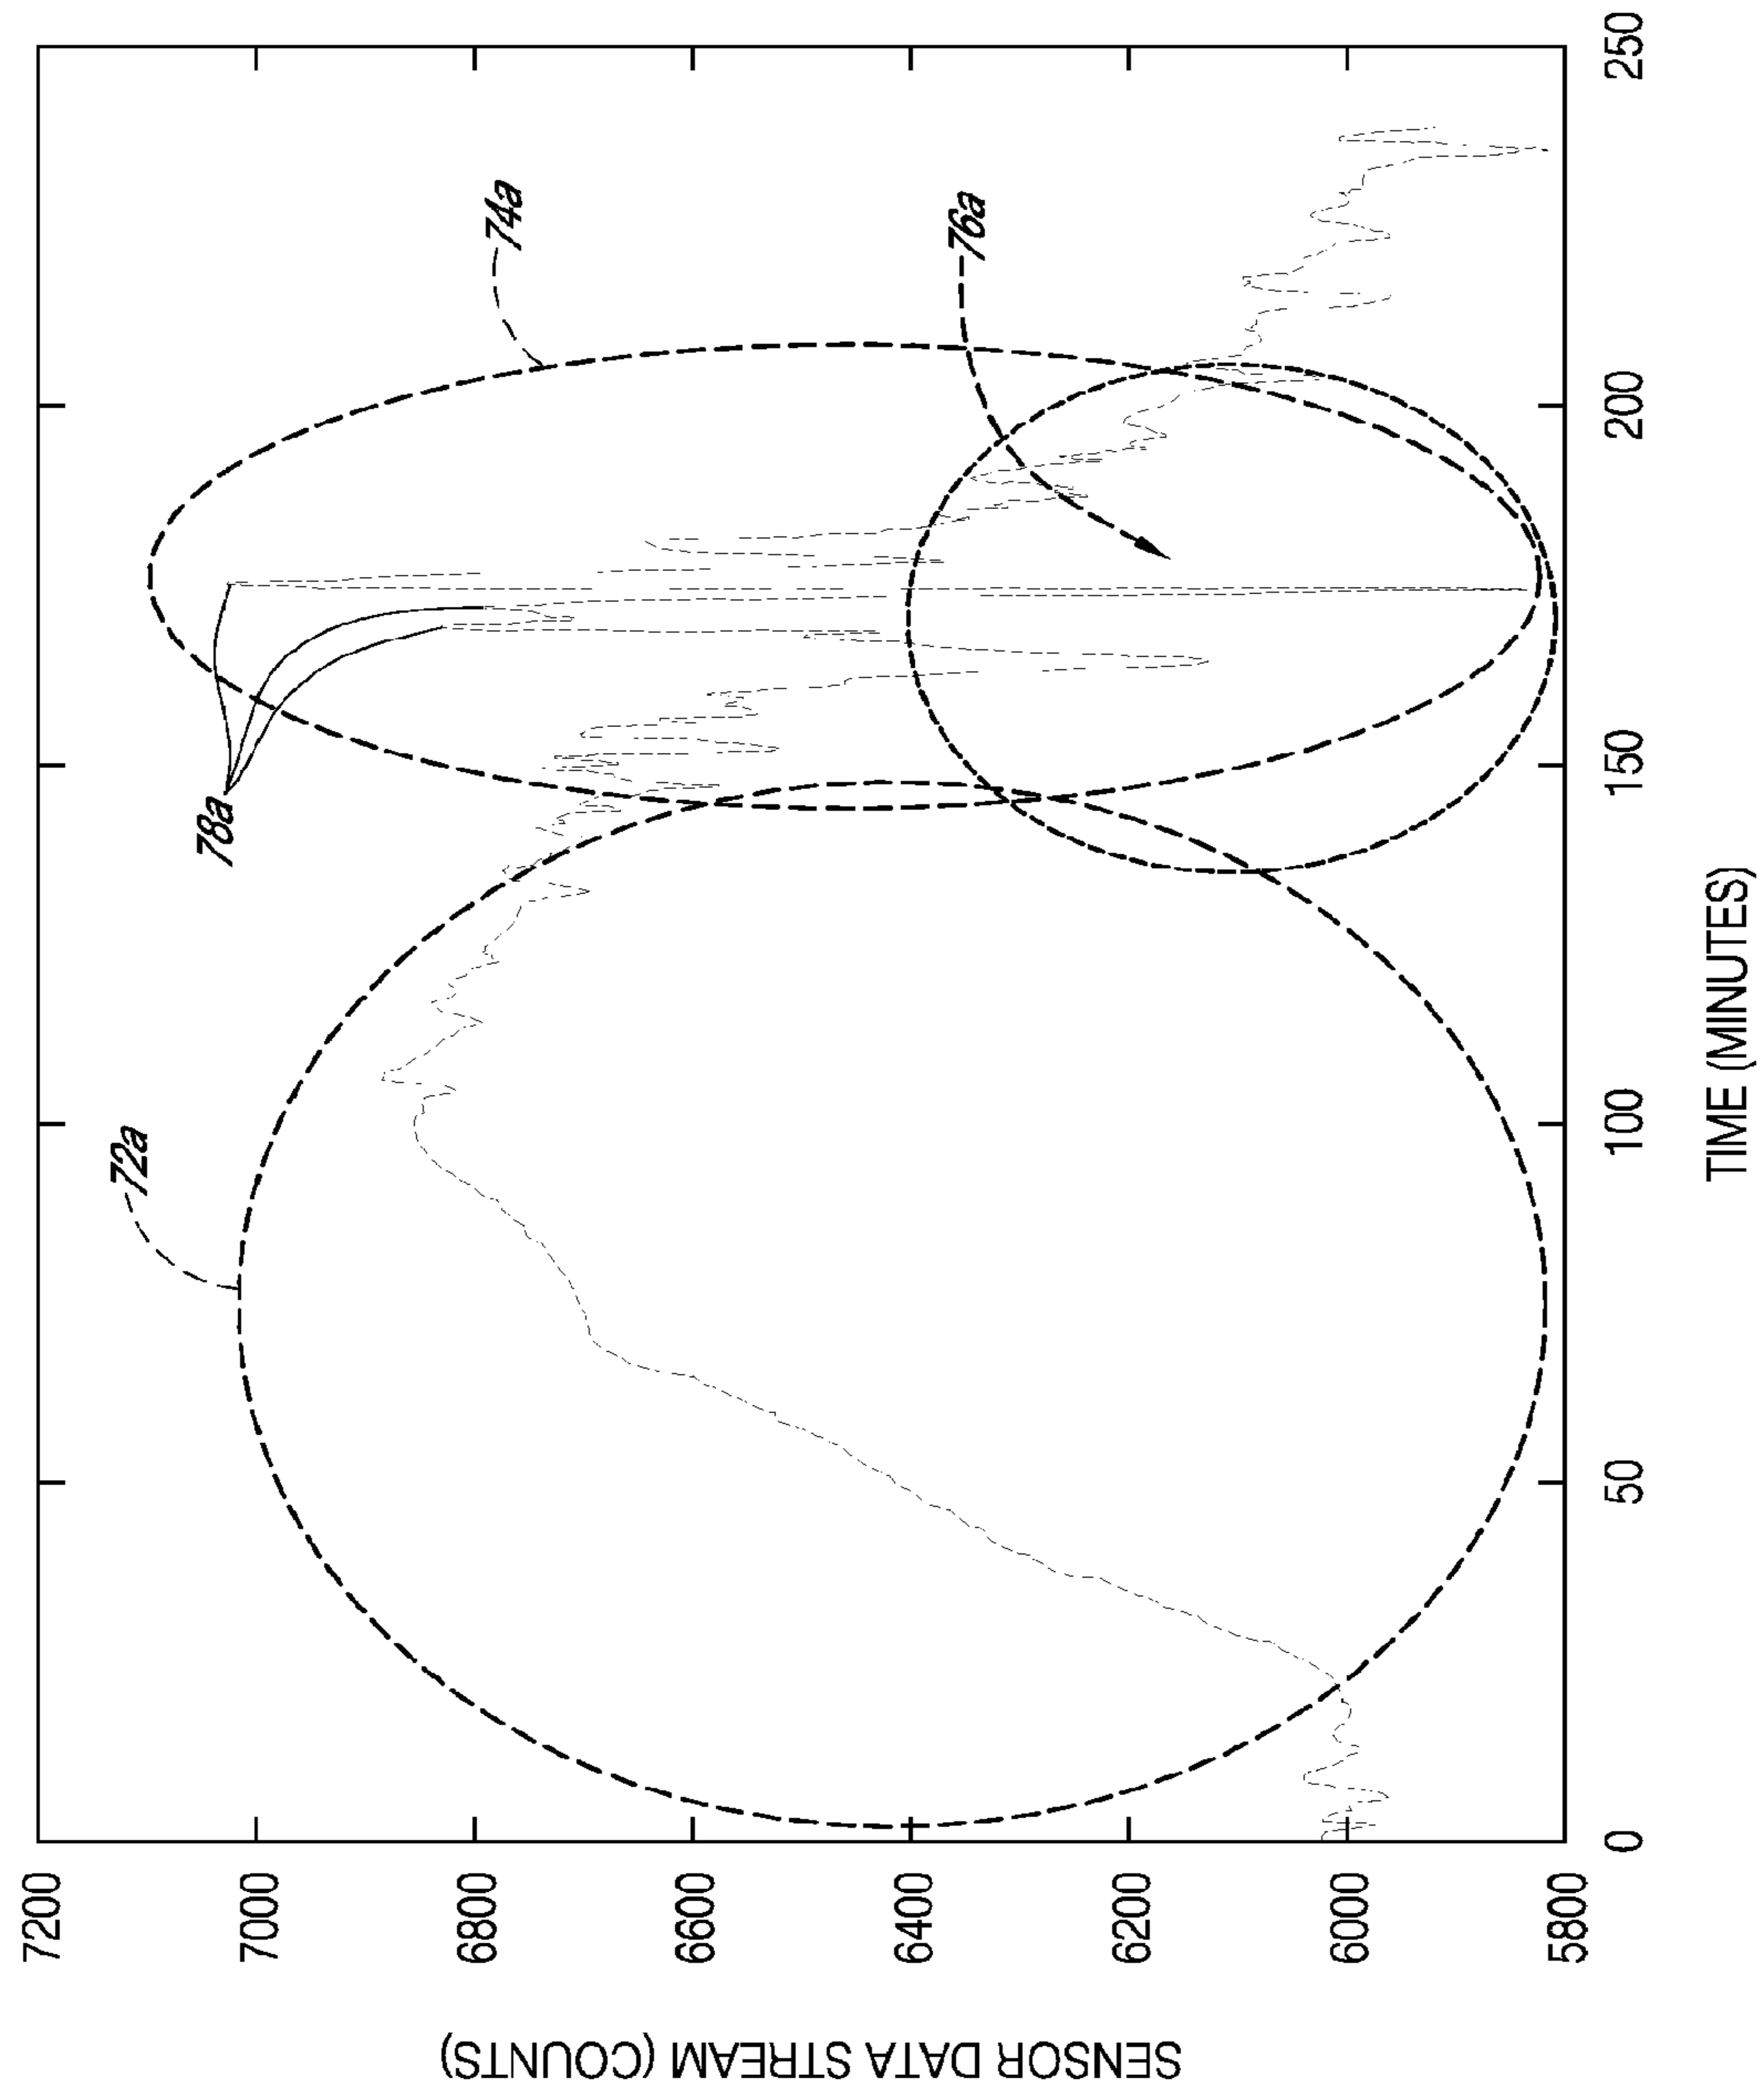 7200
7000
6800
6600
6400
6200
6000
5800
SENSOR DATA STREAM (COUNTS)
0
50
100
150
200
250
TIME (MINUTES)
72a
78a
74a
76a